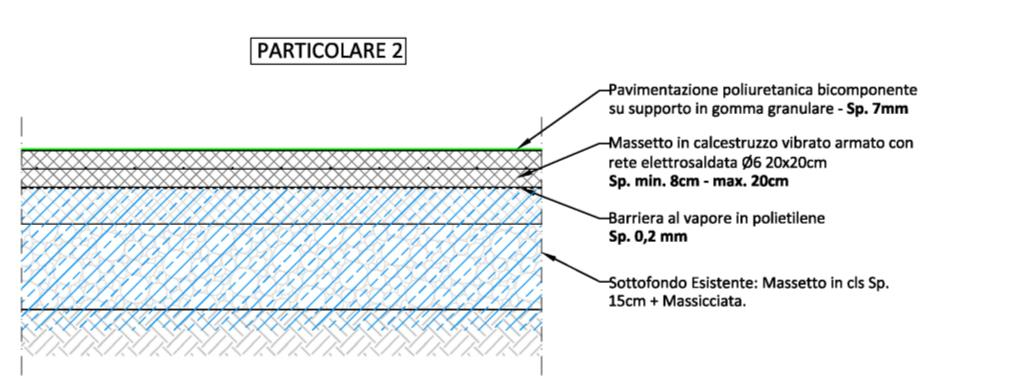 PARTICOLARE 2
Pavimentazione poliuretanica bicomponente
su supporto in gomma granulare - Sp. 7mm
Massetto in calcestruzzo vibrato armato con
rete elettrosaldata Ø6 20x20cm
Sp. min. 8cm - max. 20cm
Barriera al vapore in polietilene
Sp. 0,2 mm
Sottofondo Esistente: Massetto in cls Sp.
15cm + Massicciata.